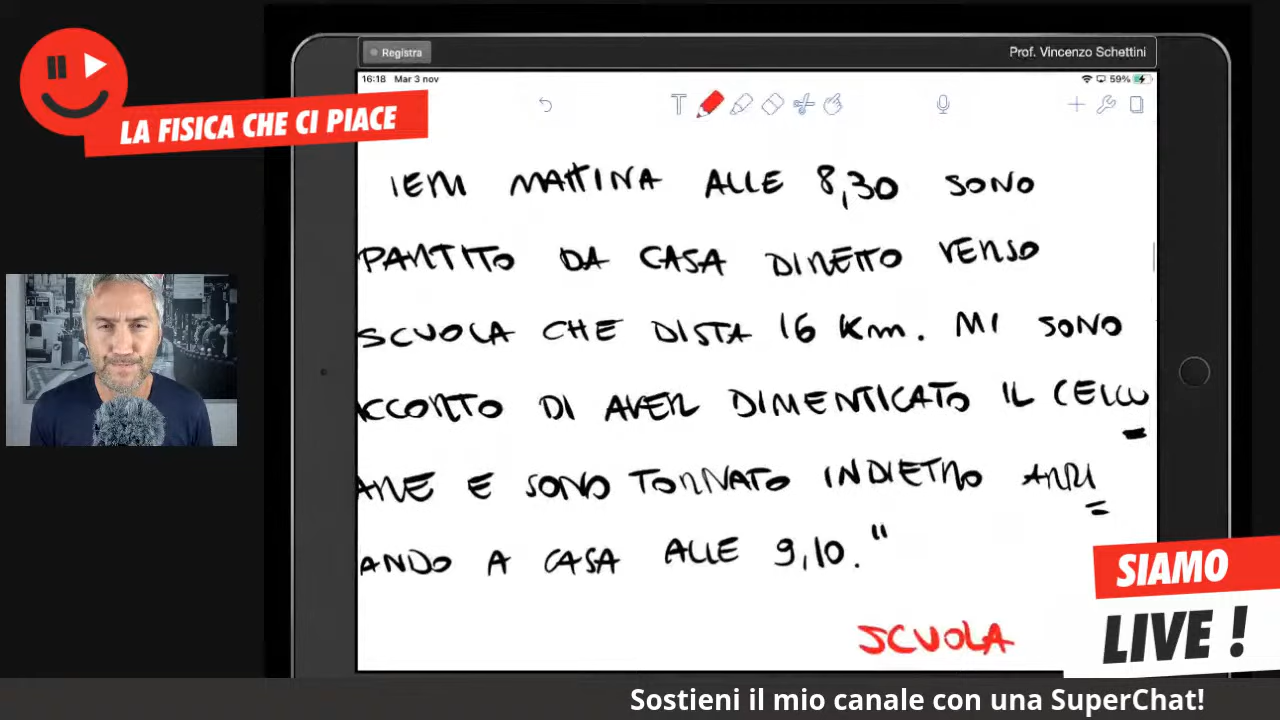 Registra
Prof. Vincenzo Schettini
16:18 Mar 3 nov
59%
LA FISICA CHE CI PIACE
IERI MATTINA ALLE 8,30 SONO
PARTITO DA CASA DIRETTO VERSO
SCUOLA CHE DISTA 16 Km. MI SONO
ACCORTO DI AVER DIMENTICATO IL CELLU
ARE E SONO TORNATO INDIETRO ARRI
ANDO A CASA ALLE 9,10."
SCUOLA
SIAMO
LIVE !
Sostieni il mio canale con una SuperChat!